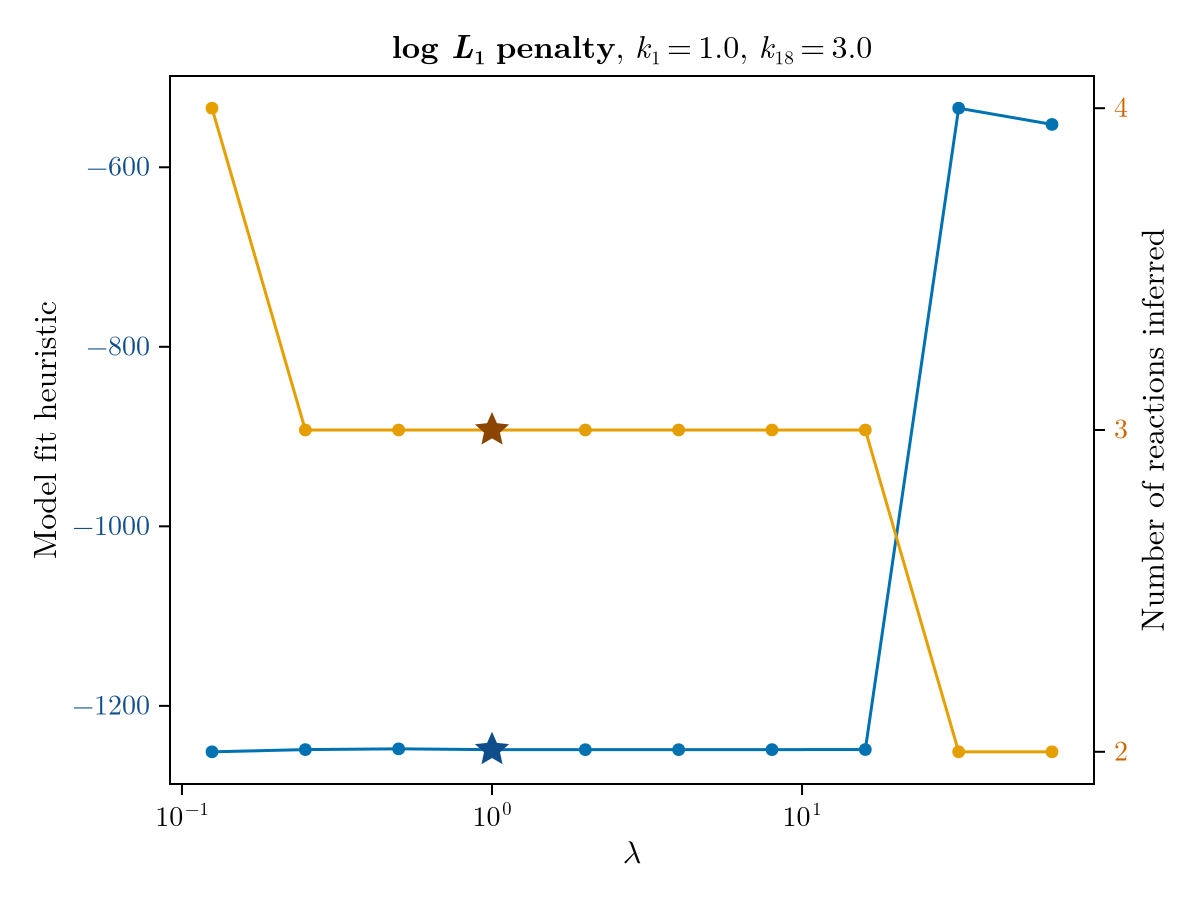 log L₁ penalty, k₁ = 1.0, k₁₈ = 3.0
Model fit heuristic
−600
−800
−1000
−1200
4
3
2
Number of reactions inferred
10⁻¹
10⁰
10¹
λ